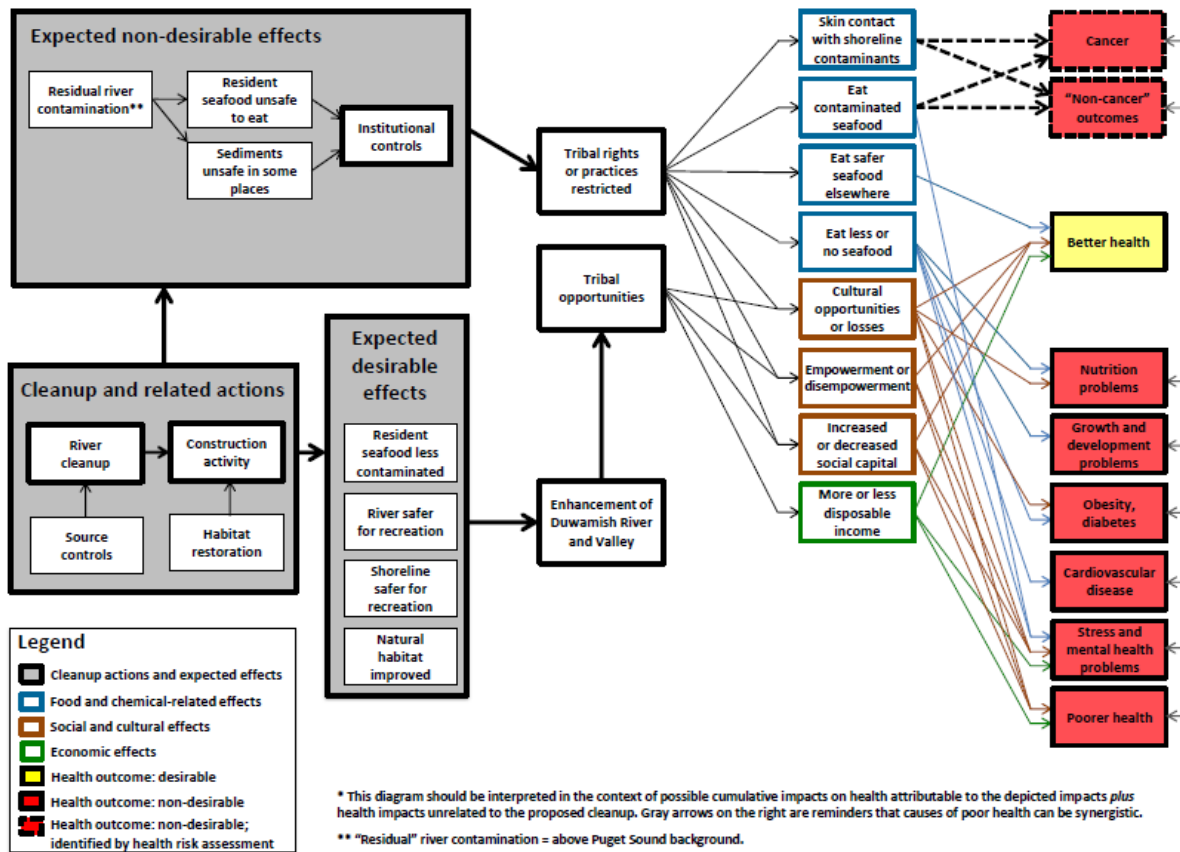 Expected non-desirable effects
Residual river
contamination**
Resident
seafood unsafe
to eat
Sediments
unsafe in some
places
Institutional
controls
Cleanup and related actions
River
cleanup
Construction
activity
Source
controls
Habitat
restoration
Expected
desirable
effects
Resident
seafood less
contaminated
River safer
for recreation
Shoreline
safer for
recreation
Natural
habitat
improved
Tribal rights
or practices
restricted
Tribal
opportunities
Enhancement of
Duwamish River
and Valley
Skin contact
with shoreline
contaminants
Eat
contaminated
seafood
Eat safer
seafood
elsewhere
Eat less or
no seafood
Cultural
opportunities
or losses
Empowerment or
disempowerment
Increased
or decreased
social capital
More or less
disposable
income
Cancer
“Non-cancer”
outcomes
Better health
Nutrition
problems
Growth and
development
problems
Obesity,
diabetes
Cardiovascular
disease
Stress and
mental health
problems
Poorer health
Legend
Cleanup actions and expected effects
Food and chemical-related effects
Social and cultural effects
Economic effects
Health outcome: desirable
Health outcome: non-desirable
Health outcome: non-desirable;
identified by health risk assessment
* This diagram should be interpreted in the context of possible cumulative impacts on health attributable to the depicted impacts plus
health impacts unrelated to the proposed cleanup. Gray arrows on the right are reminders that causes of poor health can be synergistic.
** “Residual” river contamination = above Puget Sound background.